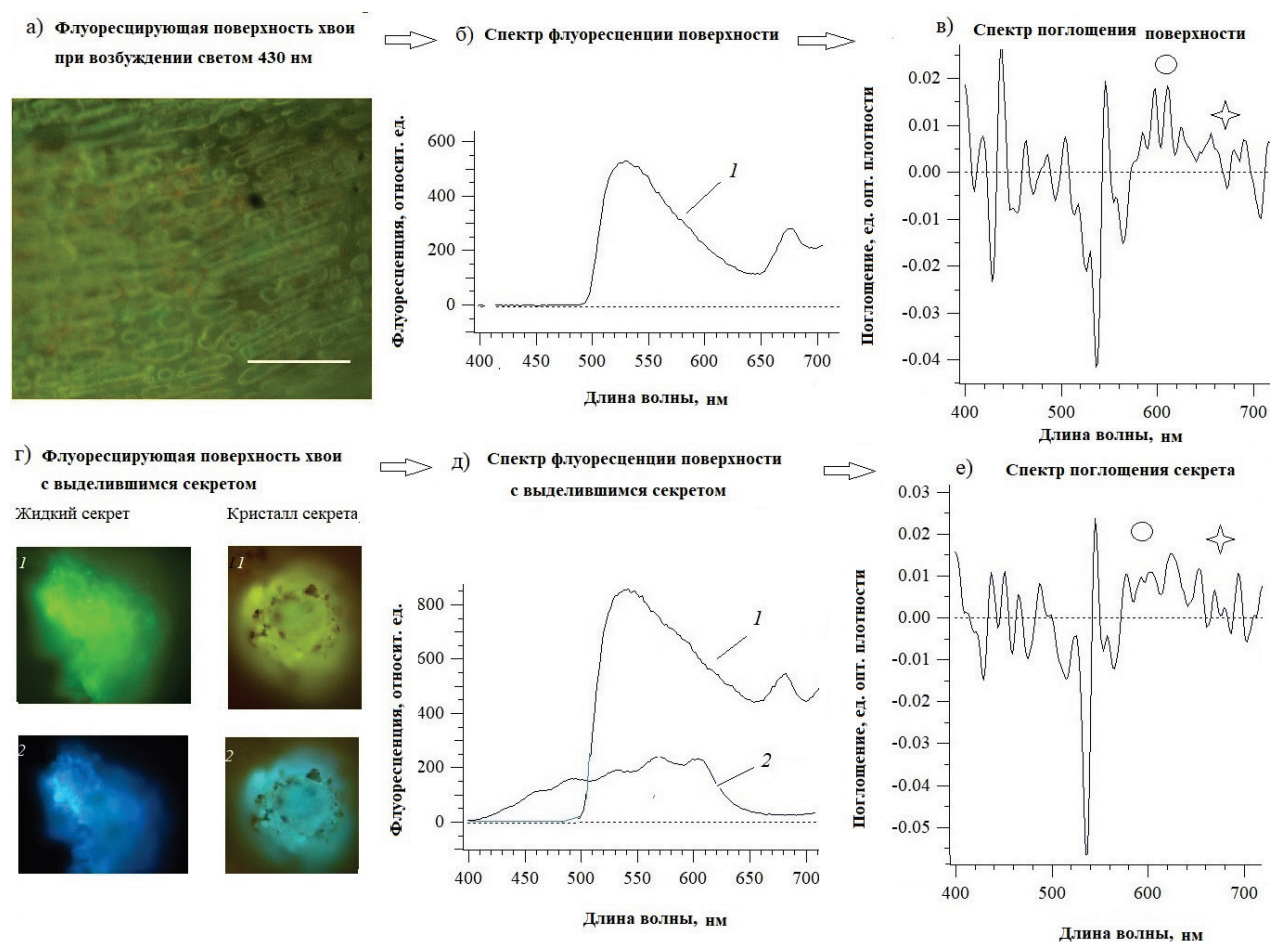 а) Флуоресцирующая поверхность хвои
при возбуждении светом 430 нм
б) Спектр флуоресценции поверхности
в) Спектр поглощения поверхности
Флуоресценция, относит. ед.
600
400
200
0
1
400 450 500 550 600 650 700
Длина волны, нм
Поглощение, ед. опт. плотности
0.02
0.01
0.00
-0.01
-0.02
-0.03
-0.04
400 500 600 700
Длина волны, нм
г) Флуоресцирующая поверхность хвои
с выделившимся секретом
Жидкий секрет
Кристалл секрета
1
2
2
д) Спектр флуоресценции поверхности
с выделившимся секретом
Флуоресценция, относит. ед.
800
600
400
200
0
1
2
400 450 500 550 600 650 700
Длина волны, нм
е) Спектр поглощения секрета
Поглощение, ед. опт. плотности
0.03
0.02
0.01
0.00
-0.01
-0.02
-0.03
-0.04
-0.05
400 500 600 700
Длина волны, нм